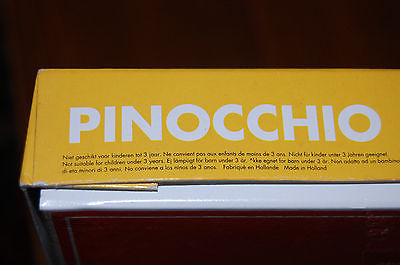 PINOCCHIO
Niet geschikt voor kinderen tot 3 jaar. Ne convient pas aux enfants de moins de 3 ans. Nicht für kinder unter 3 Jahren geeignet.
Not suitable for children under 3 years. Ej lämpligt för barn under 3 år. Ikke egnet for børn under 3 år. Non adatto ad un bambino
di eta minori di 3 anni. No conviene a los ninos de 3 anos. Fabriqué en Hollande Made in Holland